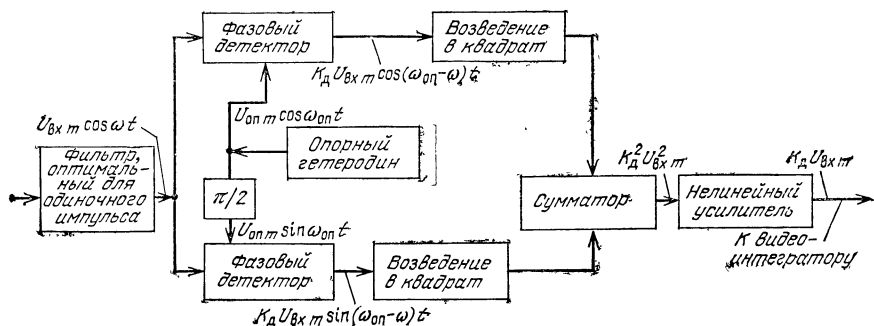 Фазовый
детектор
Возведение
в квадрат
K_д U_вх m cos(ω_оп-ω)t
U_вх m cos ωt
U_оп m cos ω_оп t
Опорный
гетеродин
Фильтр,
оптималь-
ный для
одиночного
импульса
π/2
K_д² U²_вх m
K_д U_вх m
Сумматор
Нелинейный
усилитель
U_оп m sin ω_оп t
К видео-
интегратору
Фазовый
детектор
Возведение
в квадрат
K_д U_вх m sin(ω_оп-ω)t